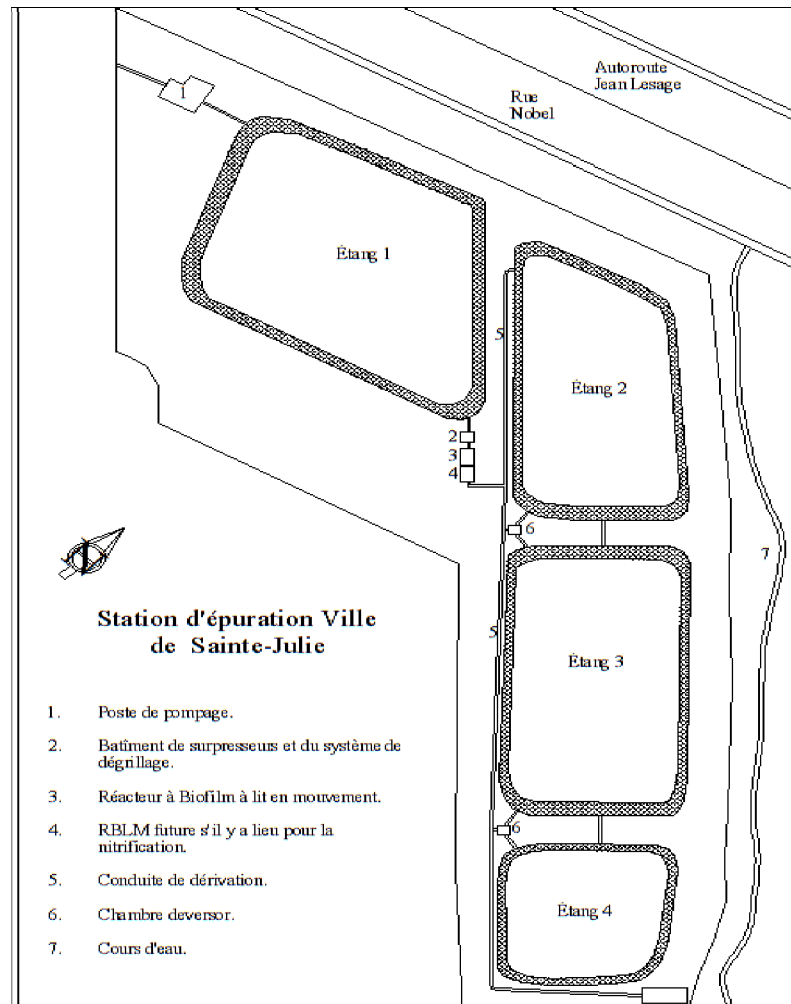 Autoroute
Jean Lesage
Rue
Nobel
1
Étang 1
5
Étang 2
2
3
4
6
7
Station d'épuration Ville
de Sainte-Julie
5
Étang 3
1. Poste de pompage.
2. Batîment de surpresseurs et du système de
dégrillage.
3. Réacteur à Biofilm à lit en mouvement.
4. RBLM future s'il y a lieu pour la
nitrification.
5. Conduite de dérivation.
6. Chambre deversor.
7. Cours d'eau.
6
Étang 4